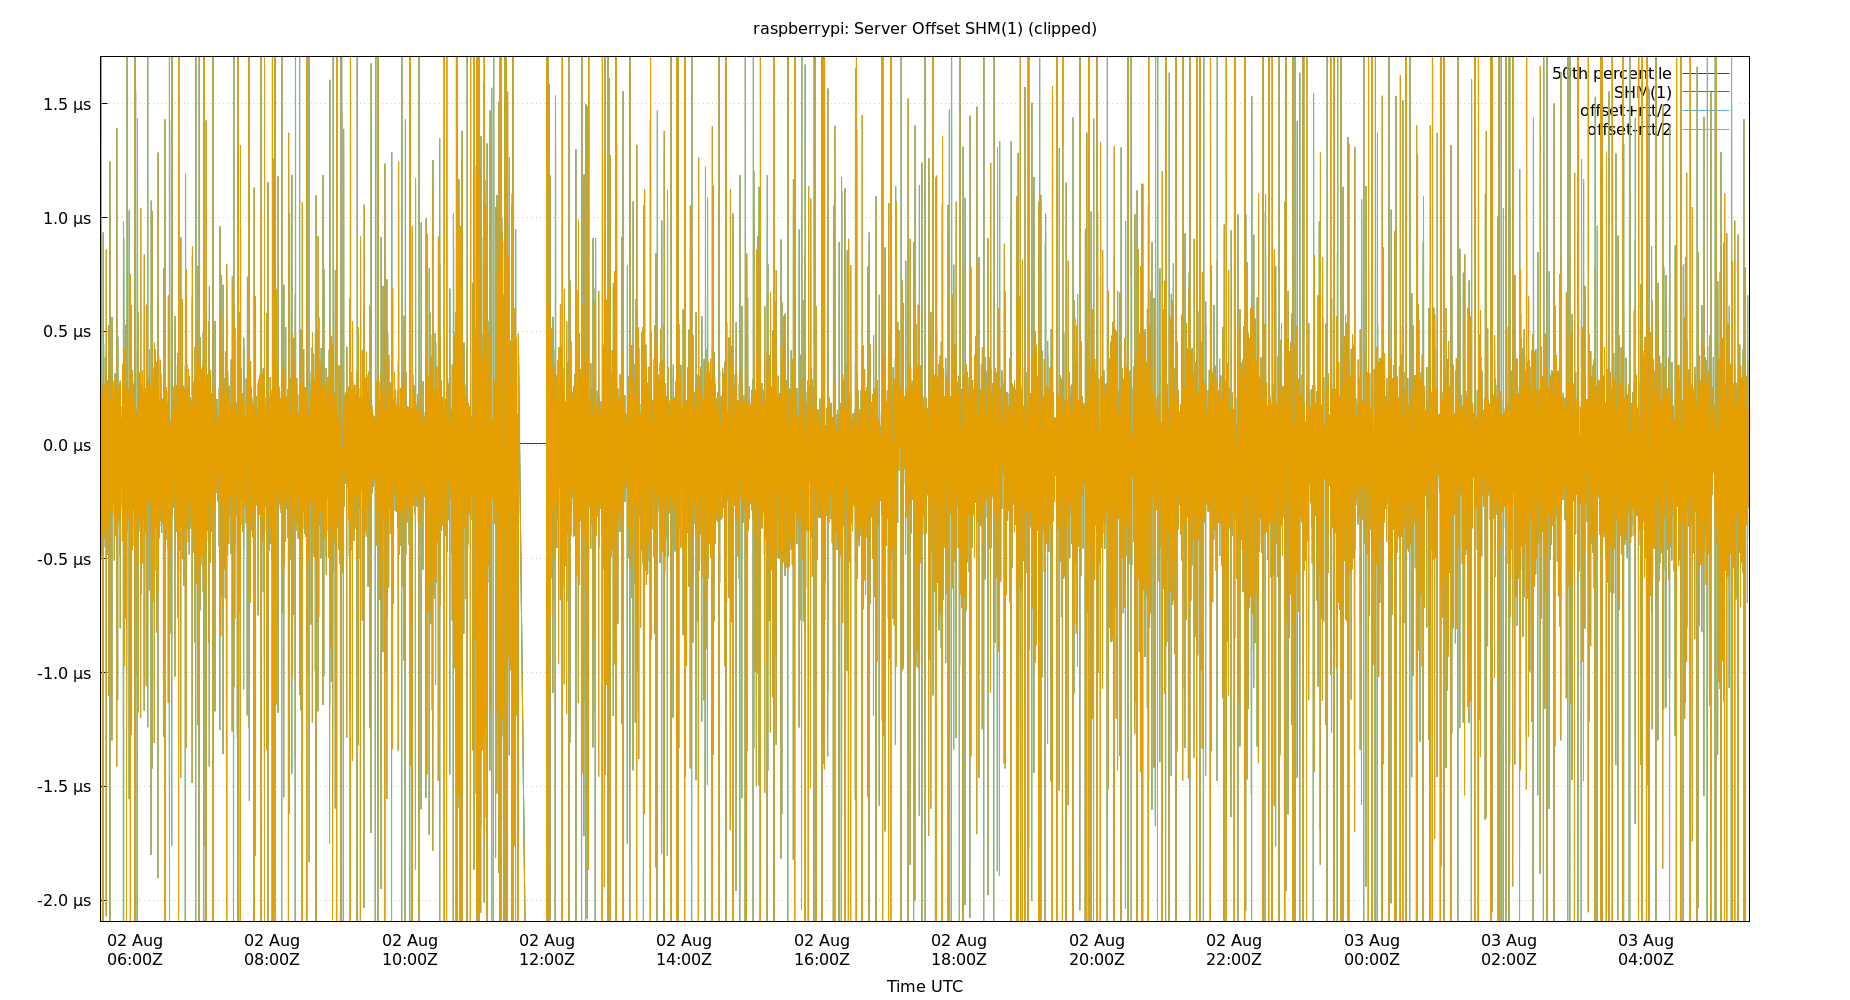 raspberrypi: Server Offset SHM(1) (clipped)
50th percentile
SHM(1)
offset+rtt/2
offset-rtt/2
1.5 µs
1.0 µs
0.5 µs
0.0 µs
-0.5 µs
-1.0 µs
-1.5 µs
-2.0 µs
02 Aug 02 Aug 02 Aug 02 Aug 02 Aug 02 Aug 02 Aug 02 Aug 02 Aug 03 Aug 03 Aug 03 Aug
06:00Z 08:00Z 10:00Z 12:00Z 14:00Z 16:00Z 18:00Z 20:00Z 22:00Z 00:00Z 02:00Z 04:00Z
Time UTC